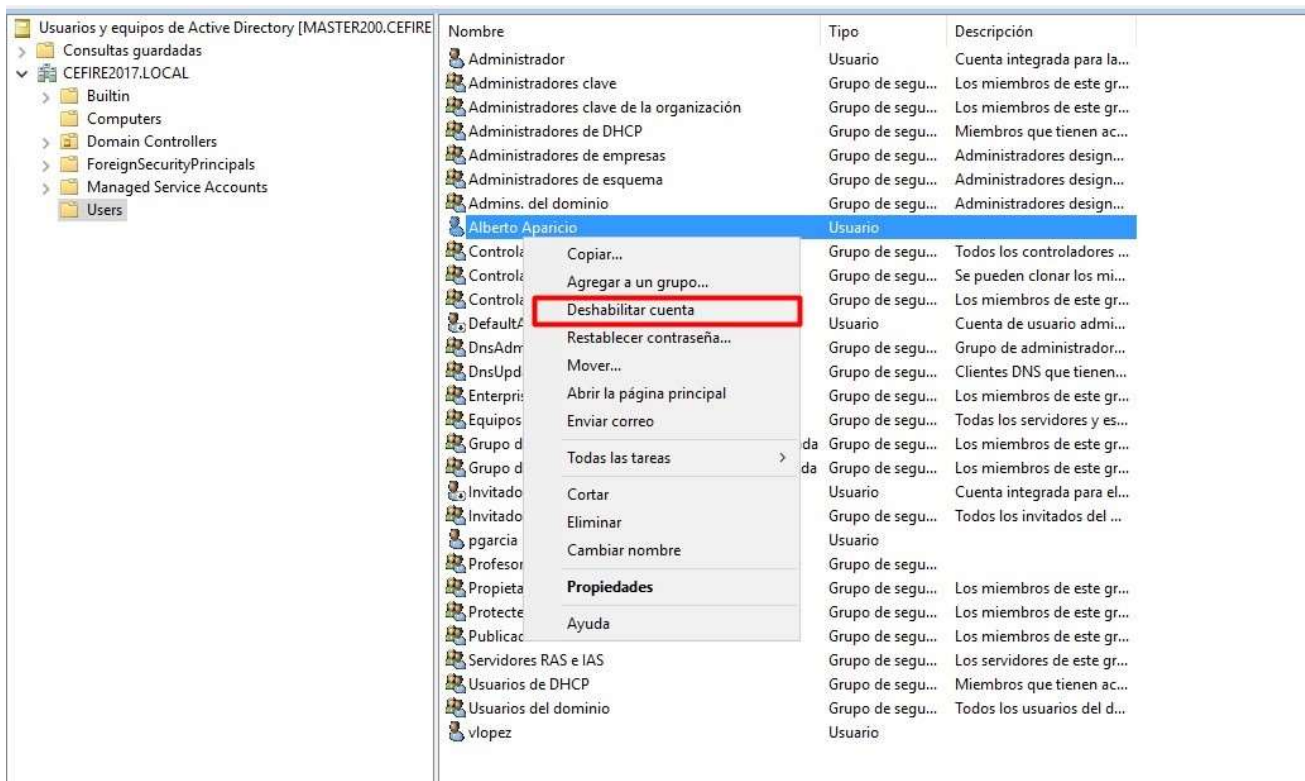 Usuarios y equipos de Active Directory [MASTER200.CEFIRE
Consultas guardadas
CEFIRE2017.LOCAL
Builtin
Computers
Domain Controllers
ForeignSecurityPrincipals
Managed Service Accounts
Users
Nombre Tipo Descripción
Administrador Usuario Cuenta integrada para la...
Administradores clave Grupo de segu... Los miembros de este gr...
Administradores clave de la organización Grupo de segu... Los miembros de este gr...
Administradores de DHCP Grupo de segu... Miembros que tienen ac...
Administradores de empresas Grupo de segu... Administradores design...
Administradores de esquema Grupo de segu... Administradores design...
Admins. del dominio Grupo de segu... Administradores design...
Alberto Aparicio Usuario
Controla Grupo de segu... Todos los controladores ...
Controla Grupo de segu... Se pueden clonar los mi...
Controla Grupo de segu... Los miembros de este gr...
DefaultA Usuario Cuenta de usuario admi...
DnsAdm Grupo de segu... Grupo de administrador...
DnsUpd Grupo de segu... Clientes DNS que tienen...
Enterpris Grupo de segu... Los miembros de este gr...
Equipos Grupo de segu... Todas los servidores y es...
Grupo d da Grupo de segu... Los miembros de este gr...
Grupo d da Grupo de segu... Los miembros de este gr...
Invitado Usuario Cuenta integrada para el...
Invitado Grupo de segu... Todos los invitados del ...
pgarcia Usuario
Profesor Grupo de segu...
Propieta Grupo de segu... Los miembros de este gr...
Protecte Grupo de segu... Los miembros de este gr...
Publicac Grupo de segu... Los miembros de este gr...
Servidores RAS e IAS Grupo de segu... Los servidores de este gr...
Usuarios de DHCP Grupo de segu... Miembros que tienen ac...
Usuarios del dominio Grupo de segu... Todos los usuarios del d...
vlopez Usuario
Copiar...
Agregar a un grupo...
Deshabilitar cuenta
Restablecer contraseña...
Mover...
Abrir la página principal
Enviar correo
Todas las tareas
Cortar
Eliminar
Cambiar nombre
Propiedades
Ayuda